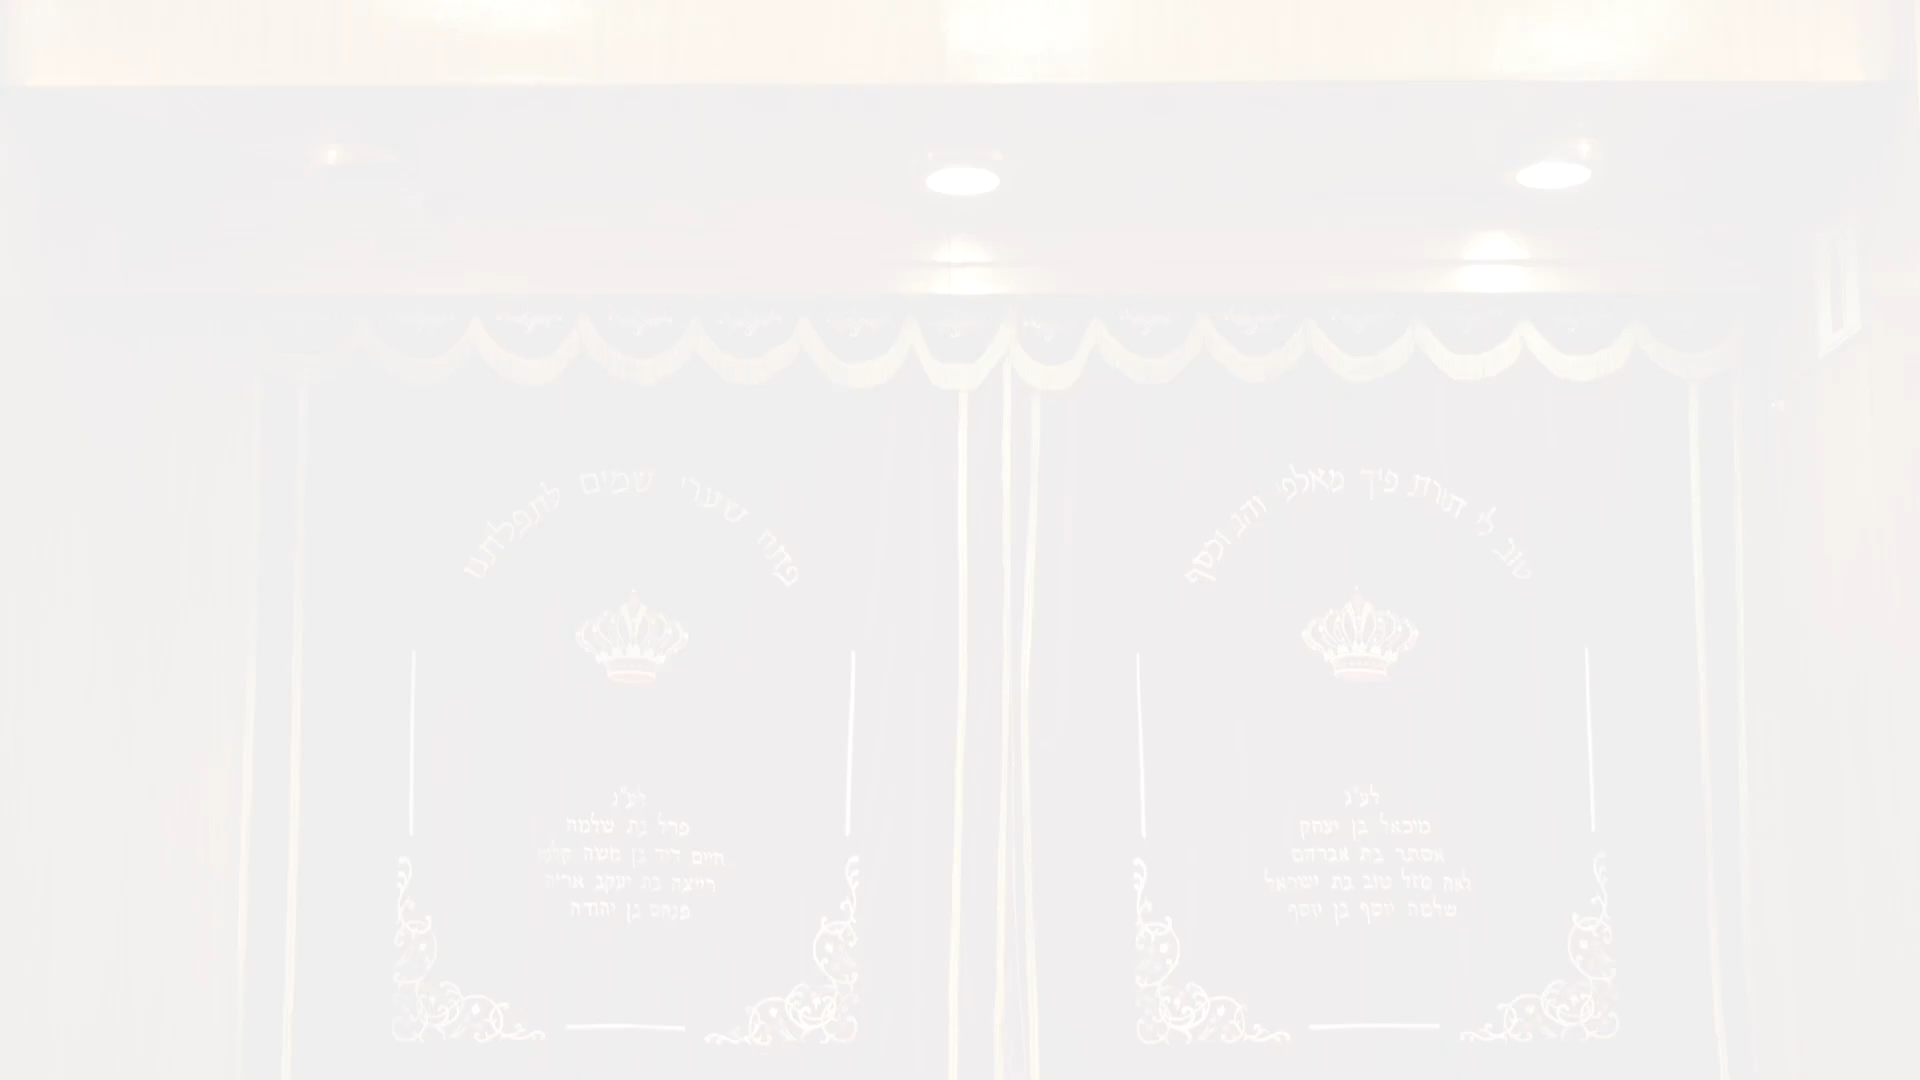 פתח שערי שמים לתפלתנו
לע"נ
פרל בת שלמה
חיים דוד בן משה קלמן
רייצה בת יעקב אריה
פנחס בן יהודה
טוב לי תורת פיך מאלפי זהב וכסף
לע"נ
מיכאל בן יצחק
אסתר בת אברהם
לאה מזל טוב בת ישראל
שלמה יוסף בן יוסף